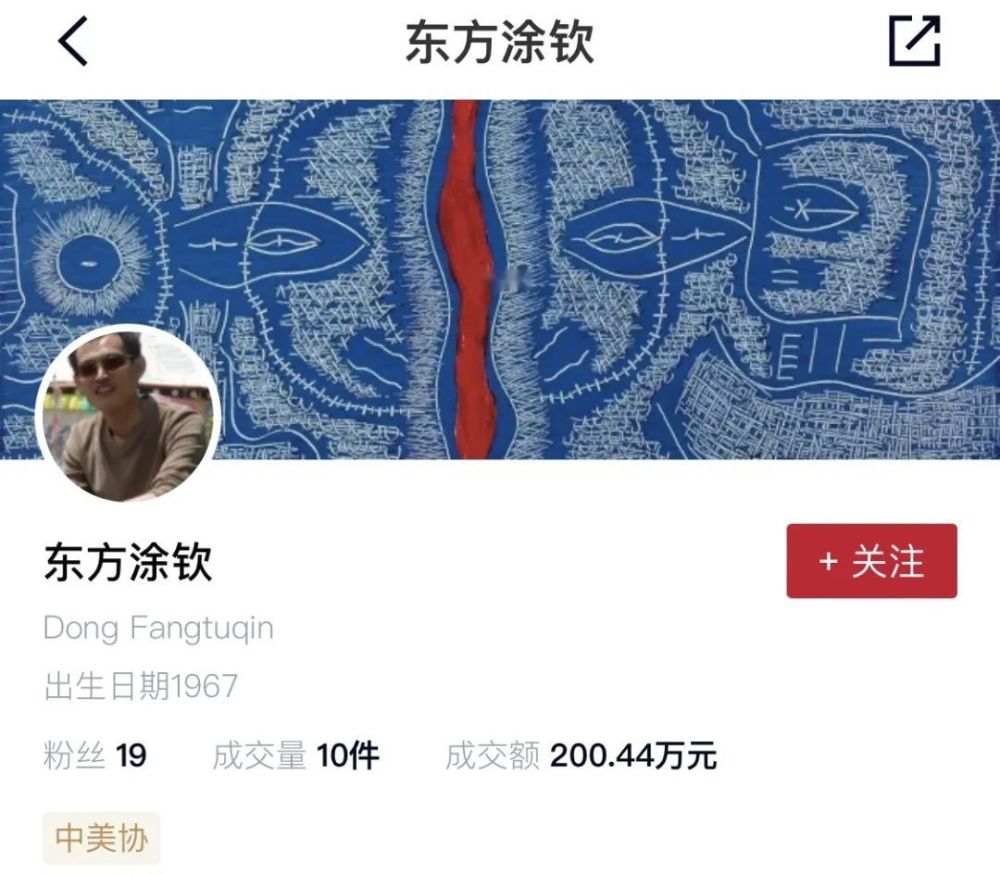 东方涂钦
东方涂钦
+ 关注
Dong Fangtuqin
出生日期1967
粉丝 19 成交量 10件 成交额 200.44万元
中美协